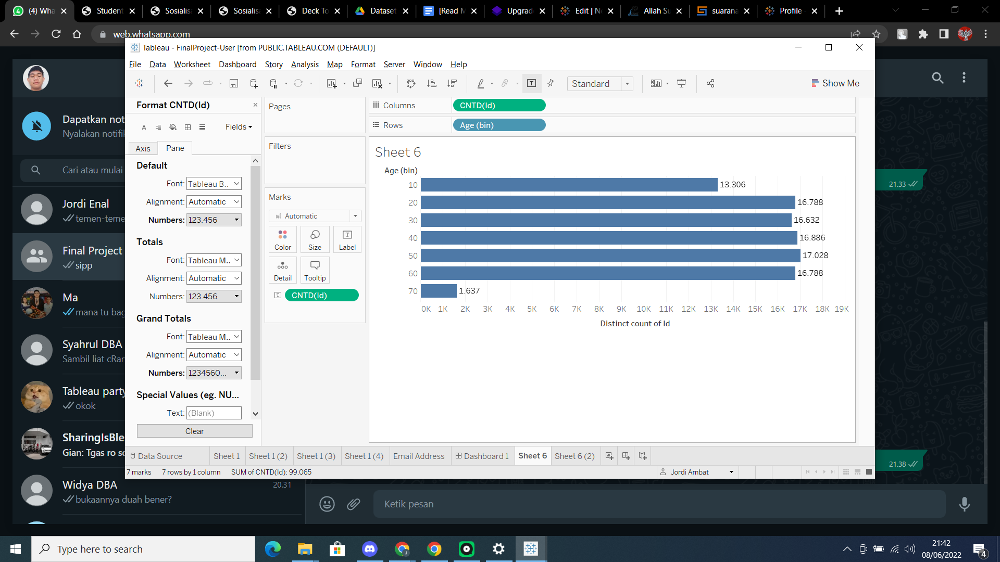 (4) Wha
Student
Sosialis
Sosialis
Deck To
Dataset
[Read M
Upgrad
Edit | N
Allah Su
suarana
Profile
web.whatsapp.com
Tableau - FinalProject-User [from PUBLIC.TABLEAU.COM (DEFAULT)]
File Data Worksheet Dashboard Story Analysis Map Format Server Window Help
Standard
Show Me
Format CNTD(Id)
Fields
Axis
Pane
Default
Font: Tableau B..
Alignment: Automatic
Numbers: 123.456
Totals
Font: Tableau M..
Alignment: Automatic
Numbers: 123.456
Grand Totals
Font: Tableau M..
Alignment: Automatic
Numbers: 1234560...
Special Values (eg. NU...
Text: (Blank)
Clear
Pages
Filters
Marks
Automatic
Color
Size
Label
Detail
Tooltip
CNTD(Id)
Columns
CNTD(Id)
Rows
Age (bin)
Sheet 6
Age (bin)
10 13.306
20 16.788
30 16.632
40 16.886
50 17.028
60 16.788
70 1.637
0K 1K 2K 3K 4K 5K 6K 7K 8K 9K 10K 11K 12K 13K 14K 15K 16K 17K 18K 19K
Distinct count of Id
Data Source
Sheet 1
Sheet 1 (2)
Sheet 1 (3)
Sheet 1 (4)
Email Address
Dashboard 1
Sheet 6
Sheet 6 (2)
7 marks
7 rows by 1 column
SUM of CNTD(Id): 99,065
Jordi Ambat
Dapatkan not
Nyalakan notifi
Cari atau mulai
Jordi Enal
temen-teme
Final Project
sipp
Ma
mana tu bag
Syahrul DBA
Sambil liat cRar
Tableau party
okok
SharingIsBle
Gian: Tgas ro s
Widya DBA
20.31
bukaannya duah bener?
21.33
21.38
Ketik pesan
Type here to search
21:42
08/06/2022
4